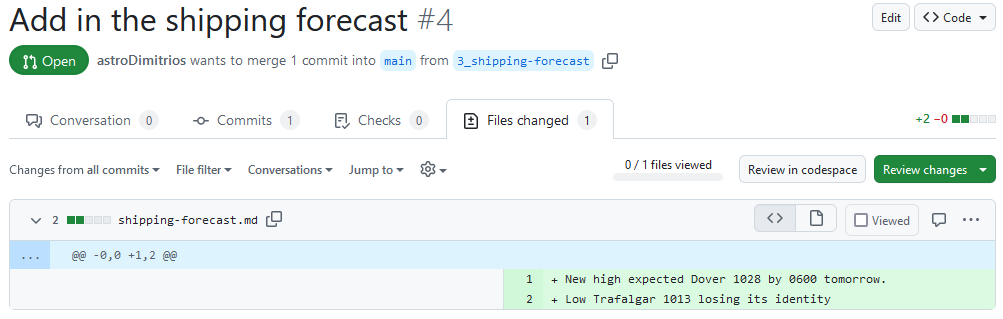 Add in the shipping forecast #4
Edit
<> Code
Open
astroDimitrios wants to merge 1 commit into main from 3_shipping-forecast
Conversation 0
Commits 1
Checks 0
Files changed 1
+2 −0
Changes from all commits
File filter
Conversations
Jump to
0 / 1 files viewed
Review in codespace
Review changes
2 shipping-forecast.md
Viewed
...
@@ -0,0 +1,2 @@
1 + New high expected Dover 1028 by 0600 tomorrow.
2 + Low Trafalgar 1013 losing its identity